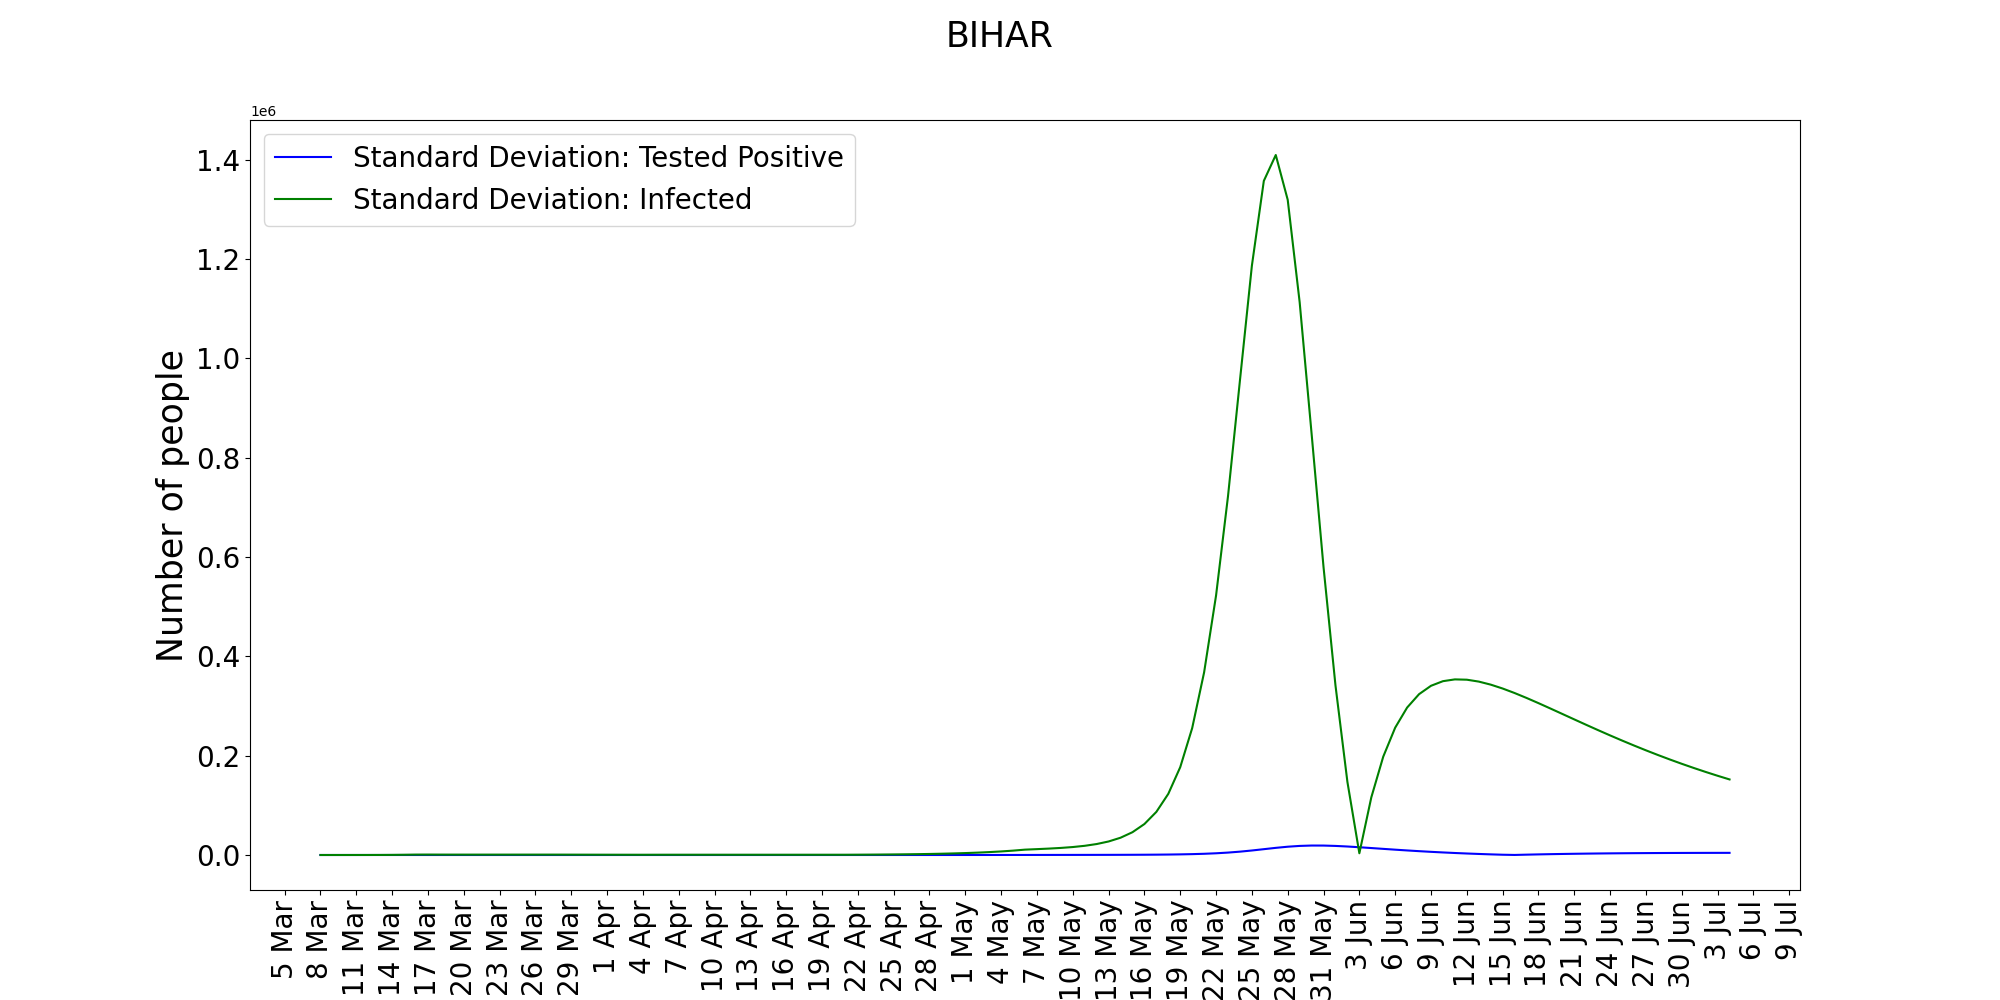 BIHAR
1e6
Standard Deviation: Tested Positive
Standard Deviation: Infected
Number of people
1.4
1.2
1.0
0.8
0.6
0.4
0.2
0.0
5 Mar
8 Mar
11 Mar
14 Mar
17 Mar
20 Mar
23 Mar
26 Mar
29 Mar
1 Apr
4 Apr
7 Apr
10 Apr
13 Apr
16 Apr
19 Apr
22 Apr
25 Apr
28 Apr
1 May
4 May
7 May
10 May
13 May
16 May
19 May
22 May
25 May
28 May
31 May
3 Jun
6 Jun
9 Jun
12 Jun
15 Jun
18 Jun
21 Jun
24 Jun
27 Jun
30 Jun
3 Jul
6 Jul
9 Jul